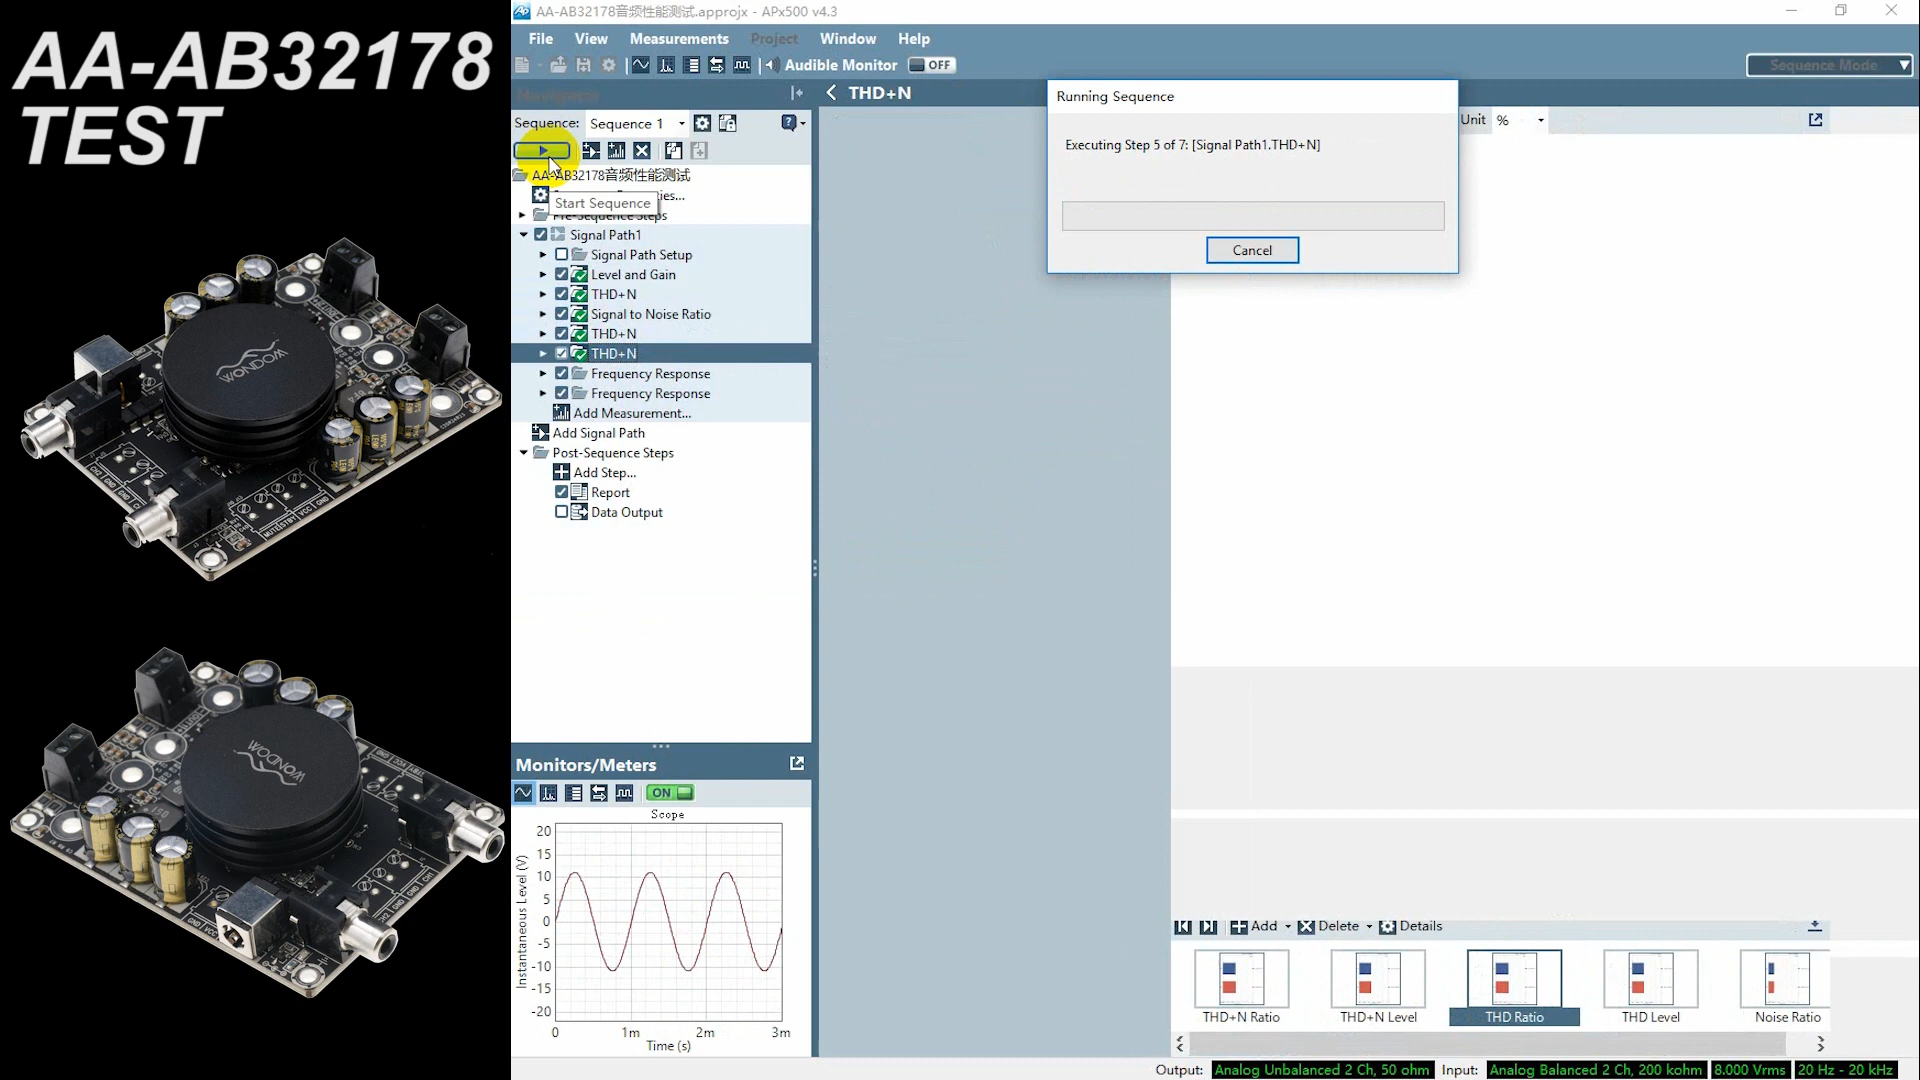 AA-AB32178
TEST
WONDOM
WONDOM
AA-AB32178音频性能测试.approjx - APx500 v4.3
File View Measurements Project Window Help
Audible Monitor OFF
Sequence Mode
Navigator
THD+N
Sequence: Sequence 1
AA-AB32178音频性能测试
Start Sequence
Pre-Sequence Steps
Signal Path1
Signal Path Setup
Level and Gain
THD+N
Signal to Noise Ratio
THD+N
THD+N
Frequency Response
Frequency Response
Add Measurement...
Add Signal Path
Post-Sequence Steps
Add Step...
Report
Data Output
Running Sequence
Executing Step 5 of 7: [Signal Path1.THD+N]
Cancel
Unit %
Monitors/Meters
ON
Scope
Instantaneous Level (V)
20
15
10
5
0
-5
-10
-15
-20
0 1m 2m 3m
Time (s)
Add Delete Details
THD+N Ratio THD+N Level THD Ratio THD Level Noise Ratio
Output: Analog Unbalanced 2 Ch, 50 ohm Input: Analog Balanced 2 Ch, 200 kohm 8.000 Vrms 20 Hz - 20 kHz